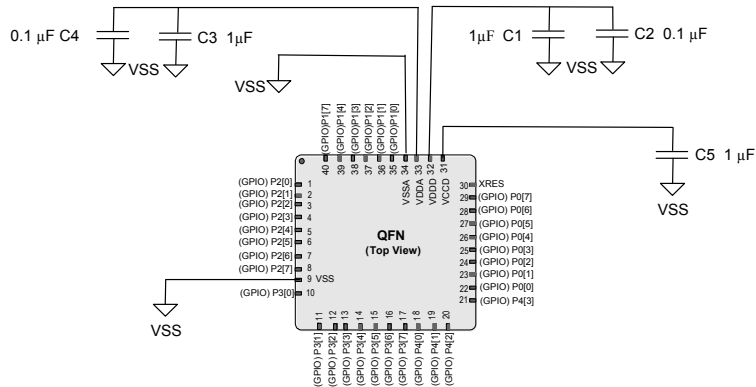 0.1 µF C4
C3 1µF
VSS
VSS
VSS
1µF C1
C2 0.1 µF
VSS
C5 1 µF
VSS
(GPIO)P1[7]
(GPIO)P1[4]
(GPIO)P1[3]
(GPIO)P1[2]
(GPIO)P1[1]
(GPIO)P1[0]
40
39
38
37
36
35
34
33
32
31
VSSA
VDDA
VDDD
VCCD
(GPIO) P2[0] 1
(GPIO) P2[1] 2
(GPIO) P2[2] 3
(GPIO) P2[3] 4
(GPIO) P2[4] 5
(GPIO) P2[5] 6
(GPIO) P2[6] 7
(GPIO) P2[7] 8
9 VSS
(GPIO) P3[0] 10
VSS
QFN
(Top View)
30 XRES
29 (GPIO) P0[7]
28 (GPIO) P0[6]
27 (GPIO) P0[5]
26 (GPIO) P0[4]
25 (GPIO) P0[3]
24 (GPIO) P0[2]
23 (GPIO) P0[1]
22 (GPIO) P0[0]
21 (GPIO) P4[3]
11
12
13
14
15
16
17
18
19
20
(GPIO) P3[1]
(GPIO) P3[2]
(GPIO) P3[3]
(GPIO) P3[4]
(GPIO) P3[5]
(GPIO) P3[6]
(GPIO) P3[7]
(GPIO) P4[0]
(GPIO) P4[1]
(GPIO) P4[2]